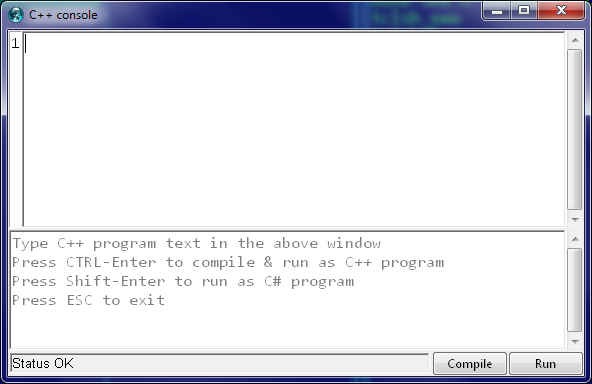 C++ console
1
Type C++ program text in the above window
Press CTRL-Enter to compile & run as C++ program
Press Shift-Enter to run as C# program
Press ESC to exit
Status OK
Compile
Run